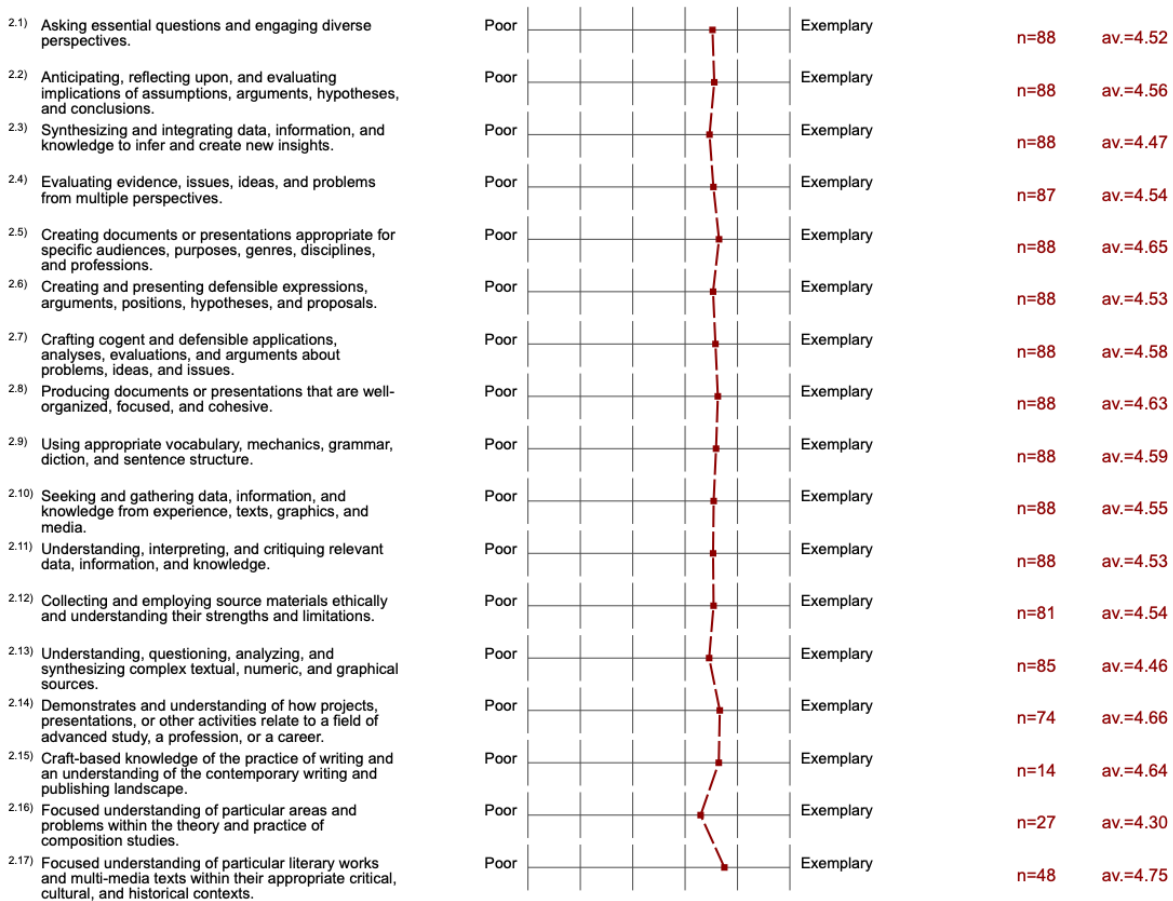 2.1) Asking essential questions and engaging diverse Poor Exemplary
perspectives. n=88 av.=4.52
2.2) Anticipating, reflecting upon, and evaluating Poor Exemplary
implications of assumptions, arguments, hypotheses, n=88 av.=4.56
and conclusions.
2.3) Synthesizing and integrating data, information, and Poor Exemplary
knowledge to infer and create new insights. n=88 av.=4.47
2.4) Evaluating evidence, issues, ideas, and problems Poor Exemplary
from multiple perspectives. n=87 av.=4.54
2.5) Creating documents or presentations appropriate for Poor Exemplary
specific audiences, purposes, genres, disciplines, n=88 av.=4.65
and professions.
2.6) Creating and presenting defensible expressions, Poor Exemplary
arguments, positions, hypotheses, and proposals. n=88 av.=4.53
2.7) Crafting cogent and defensible applications, Poor Exemplary
analyses, evaluations, and arguments about n=88 av.=4.58
problems, ideas, and issues.
2.8) Producing documents or presentations that are well- Poor Exemplary
organized, focused, and cohesive. n=88 av.=4.63
2.9) Using appropriate vocabulary, mechanics, grammar, Poor Exemplary
diction, and sentence structure. n=88 av.=4.59
2.10) Seeking and gathering data, information, and Poor Exemplary
knowledge from experience, texts, graphics, and n=88 av.=4.55
media.
2.11) Understanding, interpreting, and critiquing relevant Poor Exemplary
data, information, and knowledge. n=88 av.=4.53
2.12) Collecting and employing source materials ethically Poor Exemplary
and understanding their strengths and limitations. n=81 av.=4.54
2.13) Understanding, questioning, analyzing, and Poor Exemplary
synthesizing complex textual, numeric, and graphical n=85 av.=4.46
sources.
2.14) Demonstrates and understanding of how projects, Poor Exemplary
presentations, or other activities relate to a field of n=74 av.=4.66
advanced study, a profession, or a career.
2.15) Craft-based knowledge of the practice of writing and Poor Exemplary
an understanding of the contemporary writing and n=14 av.=4.64
publishing landscape.
2.16) Focused understanding of particular areas and Poor Exemplary
problems within the theory and practice of n=27 av.=4.30
composition studies.
2.17) Focused understanding of particular literary works Poor Exemplary
and multi-media texts within their appropriate critical, n=48 av.=4.75
cultural, and historical contexts.